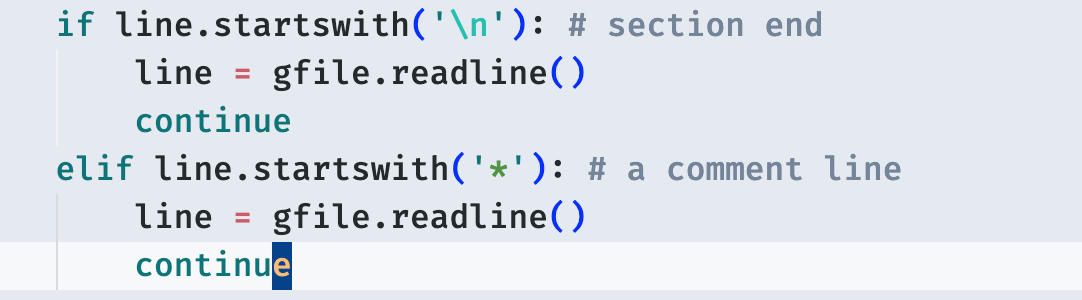 if line.startswith('\n'): # section end
    line = gfile.readline()
    continue
elif line.startswith('*'): # a comment line
    line = gfile.readline()
    continue